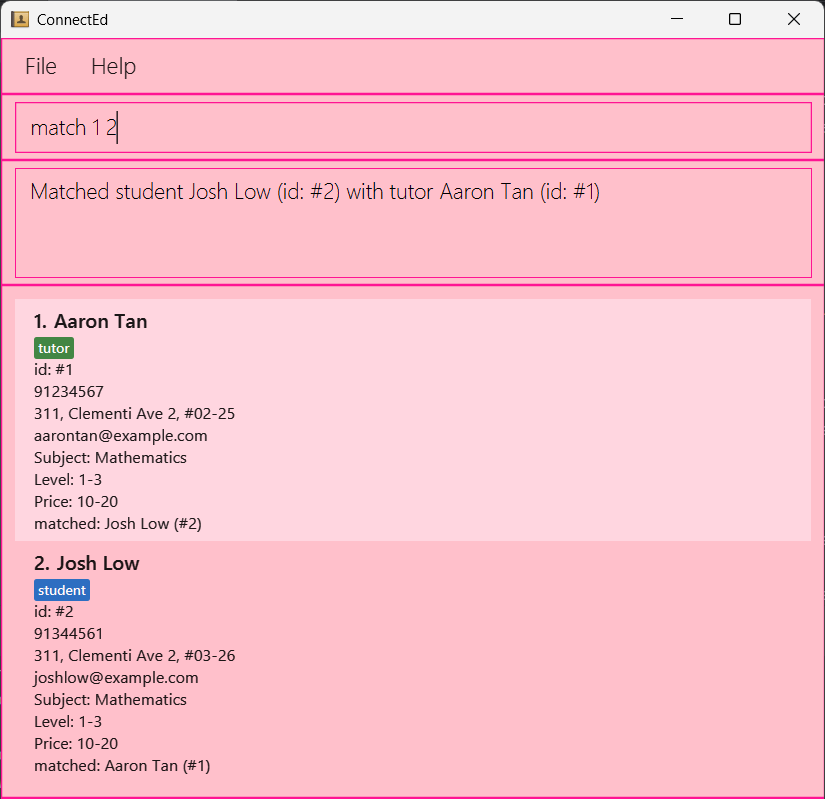 ConnectEd
File Help
match 1 2
Matched student Josh Low (id: #2) with tutor Aaron Tan (id: #1)
1. Aaron Tan
tutor
id: #1
91234567
311, Clementi Ave 2, #02-25
aarontan@example.com
Subject: Mathematics
Level: 1-3
Price: 10-20
matched: Josh Low (#2)
2. Josh Low
student
id: #2
91344561
311, Clementi Ave 2, #03-26
joshlow@example.com
Subject: Mathematics
Level: 1-3
Price: 10-20
matched: Aaron Tan (#1)